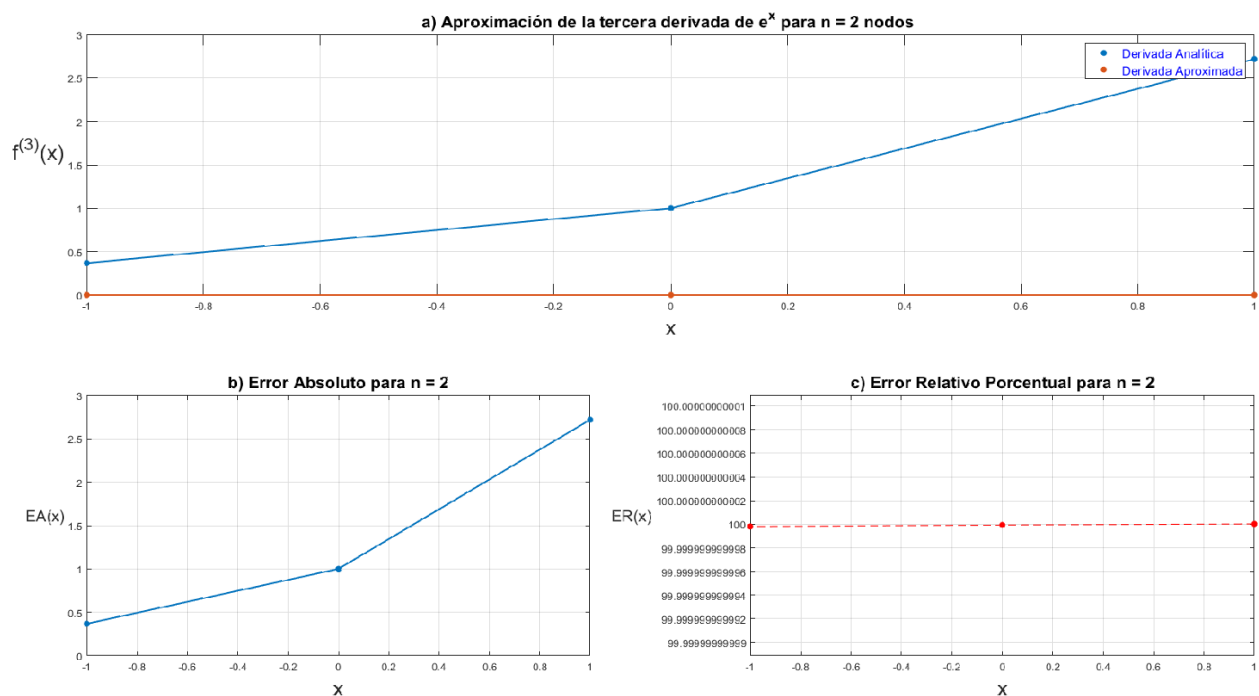 a) Aproximación de la tercera derivada de e^x para n = 2 nodos
3
2.5
2
1.5
1
0.5
0
f^(3)(x)
Derivada Analítica
Derivada Aproximada
-1 -0.8 -0.6 -0.4 -0.2 0 0.2 0.4 0.6 0.8 1
x
b) Error Absoluto para n = 2
3
2.5
2
1.5
1
0.5
0
EA(x)
-1 -0.8 -0.6 -0.4 -0.2 0 0.2 0.4 0.6 0.8 1
x
c) Error Relativo Porcentual para n = 2
100.00000000001
100.000000000008
100.000000000006
100.000000000004
100.000000000002
100
99.999999999998
99.999999999996
99.999999999994
99.999999999992
99.99999999999
ER(x)
-1 -0.8 -0.6 -0.4 -0.2 0 0.2 0.4 0.6 0.8 1
x